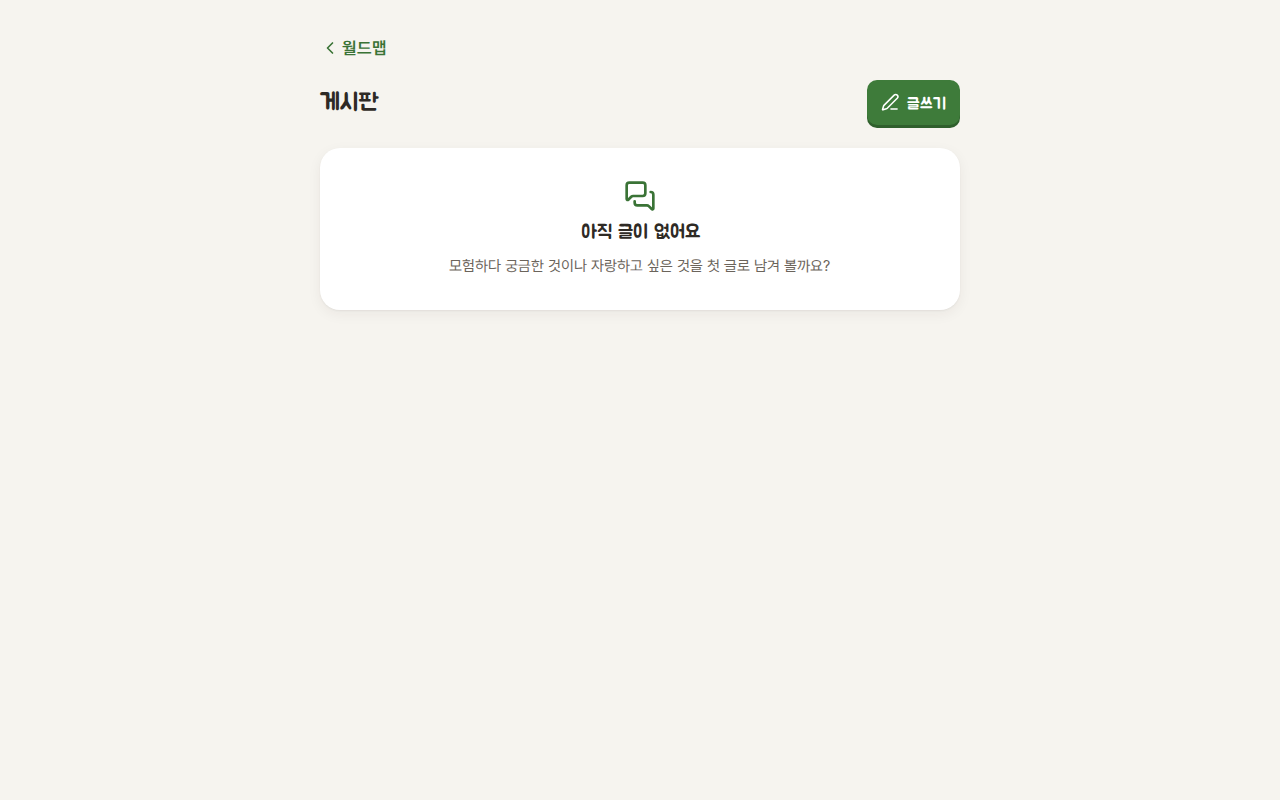 월드맵
게시판
글쓰기
아직 글이 없어요
모험하다 궁금한 것이나 자랑하고 싶은 것을 첫 글로 남겨 볼까요?